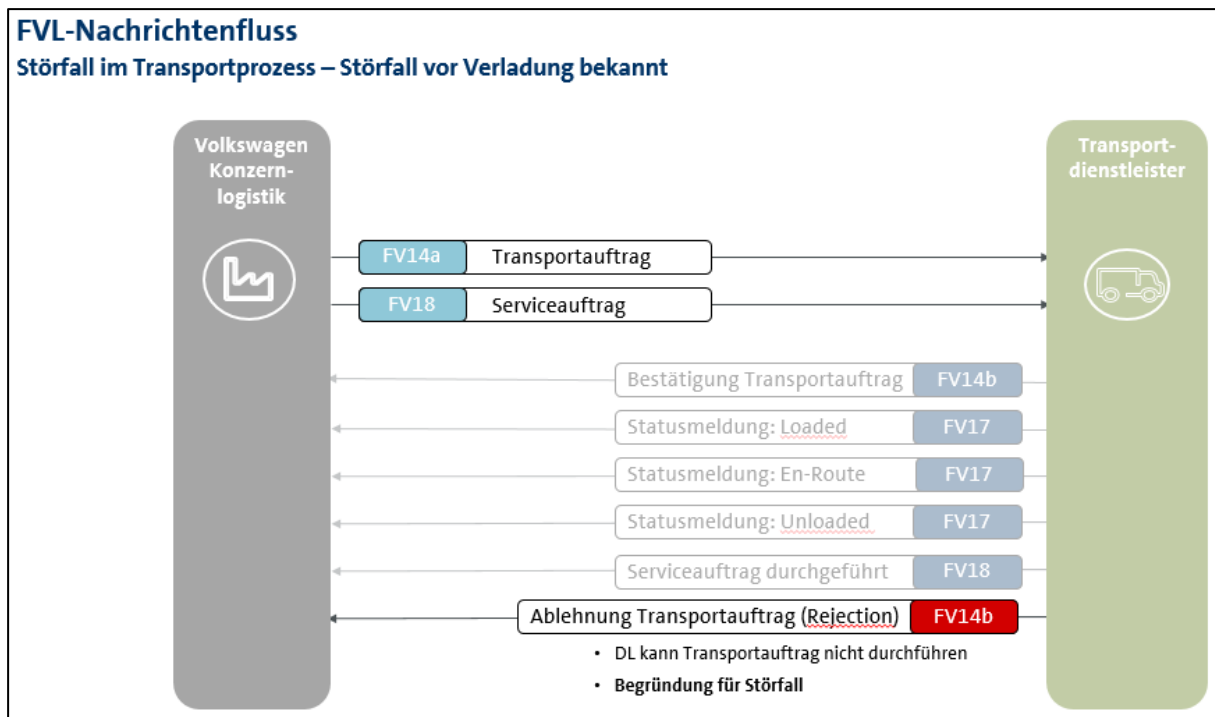 FVL-Nachrichtenfluss
Störfall im Transportprozess – Störfall vor Verladung bekannt
Volkswagen
Konzern-
logistik
Transport-
dienstleister
FV14a Transportauftrag
FV18 Serviceauftrag
Bestätigung Transportauftrag FV14b
Statusmeldung: Loaded FV17
Statusmeldung: En-Route FV17
Statusmeldung: Unloaded FV17
Serviceauftrag durchgeführt FV18
Ablehnung Transportauftrag (Rejection) FV14b
• DL kann Transportauftrag nicht durchführen
• Begründung für Störfall